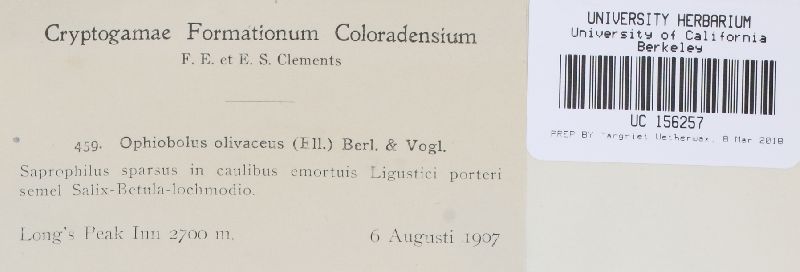 Cryptogamae Formationum Coloradensium
F. E. et E. S. Clements
459. Ophiobolus olivaceus (Ell.) Berl. & Vogl.
Saprophilus sparsus in caulibus emortuis Ligustici porteri
semel Salix-Betula-lochmodio.
Long's Peak Inn 2700 m. 6 Augusti 1907
UNIVERSITY HERBARIUM
University of California
Berkeley
UC 156257
PREP BY Margriet Wetherwax, 8 Mar 2018